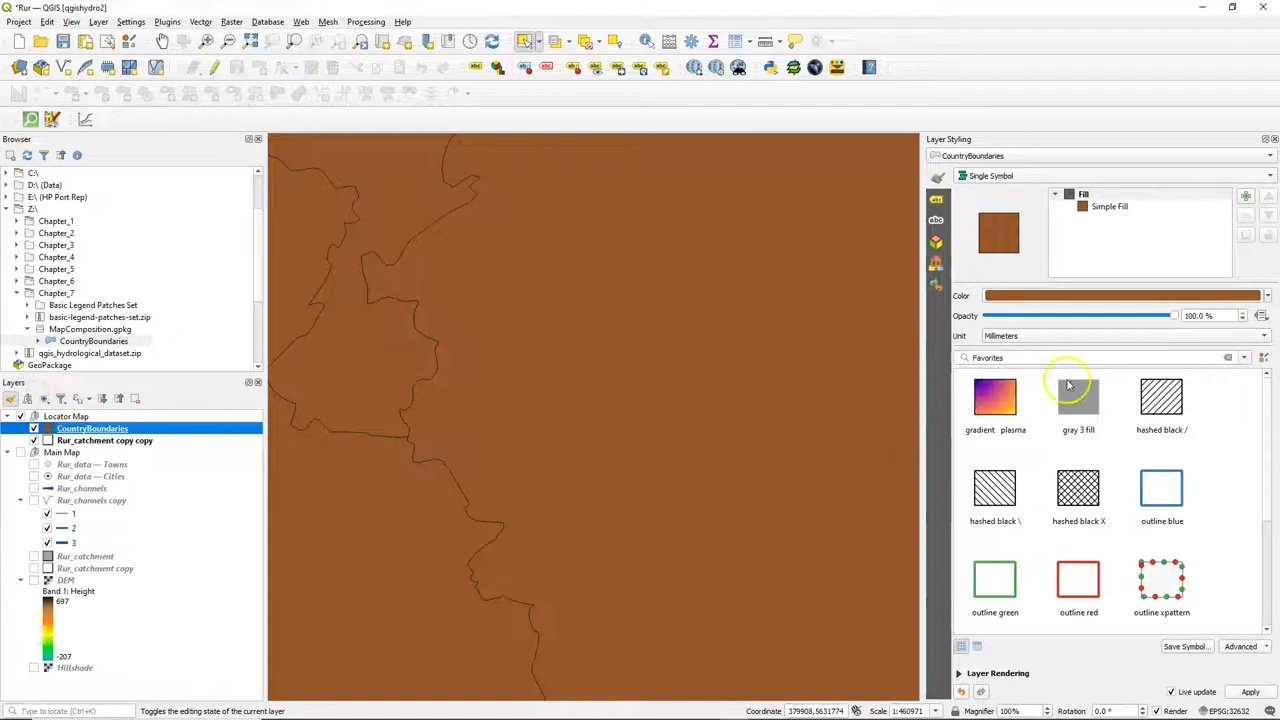 *Rur — QGIS [qgishydro2]
Project Edit View Layer Settings Plugins Vector Raster Database Web Mesh Processing Help
Browser
C:\
D:\ (Data)
E:\ (HP Port Rep)
Z:\
Chapter_1
Chapter_2
Chapter_3
Chapter_4
Chapter_5
Chapter_6
Chapter_7
Basic Legend Patches Set
basic-legend-patches-set.zip
MapComposition.gpkg
CountryBoundaries
qgis_hydrological_dataset.zip
GeoPackage
Layers
Locator Map
CountryBoundaries
Rur_catchment copy copy
Main Map
Rur_data — Towns
Rur_data — Cities
Rur_channels
Rur_channels copy
1
2
3
Rur_catchment
Rur_catchment copy
DEM
Band 1: Height
697
-207
Hillshade
Layer Styling
CountryBoundaries
Single Symbol
Fill
Simple Fill
Color
Opacity 100.0 %
Unit Millimeters
Favorites
gradient plasma gray 3 fill hashed black /
hashed black \ hashed black X outline blue
outline green outline red outline xpattern
Save Symbol... Advanced
Layer Rendering
Live update Apply
Type to locate (Ctrl+K) Toggles the editing state of the current layer Coordinate 379908,5631774 Scale 1:460971 Magnifier 100% Rotation 0.0 ° Render EPSG:32632